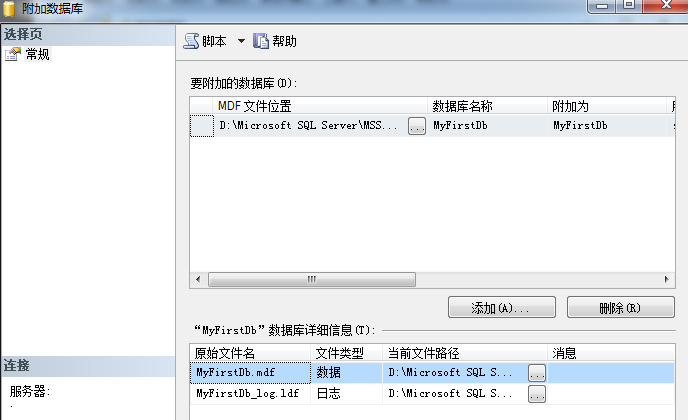 附加数据库
选择页
常规
脚本 帮助
要附加的数据库(D):
MDF 文件位置 数据库名称 附加为
D:\Microsoft SQL Server\MSS... ... MyFirstDb MyFirstDb
添加(A)... 删除(R)
“MyFirstDb”数据库详细信息(T):
原始文件名 文件类型 当前文件路径 消息
MyFirstDb.mdf 数据 D:\Microsoft SQL S... ...
MyFirstDb_log.ldf 日志 D:\Microsoft SQL S... ...
连接
服务器:
.